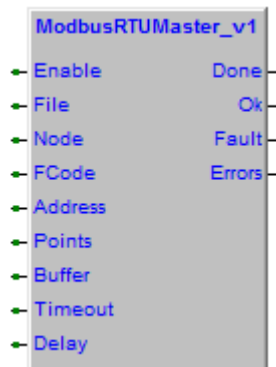 ModbusRTUMaster_v1
Enable Done
File Ok
Node Fault
FCode Errors
Address
Points
Buffer
Timeout
Delay